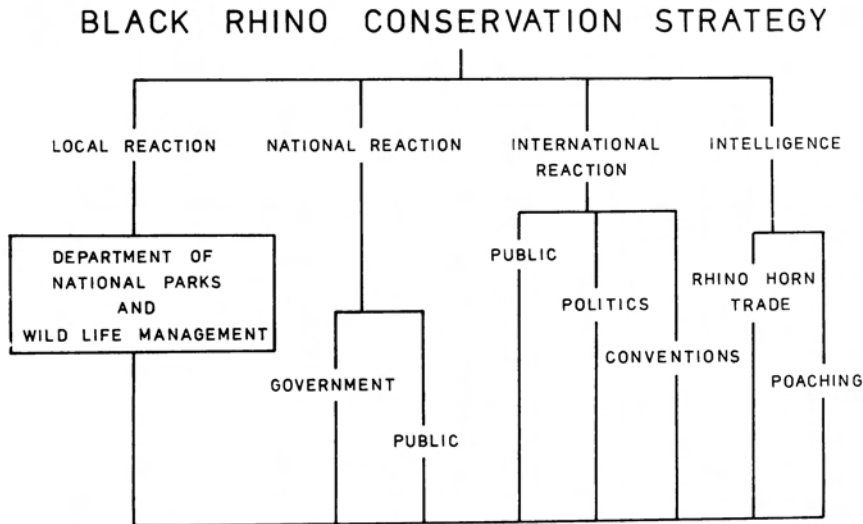 BLACK RHINO CONSERVATION STRATEGY
LOCAL REACTION
NATIONAL REACTION
INTERNATIONAL
REACTION
INTELLIGENCE
DEPARTMENT OF
NATIONAL PARKS
AND
WILD LIFE MANAGEMENT
GOVERNMENT
PUBLIC
PUBLIC
POLITICS
CONVENTIONS
RHINO HORN
TRADE
POACHING